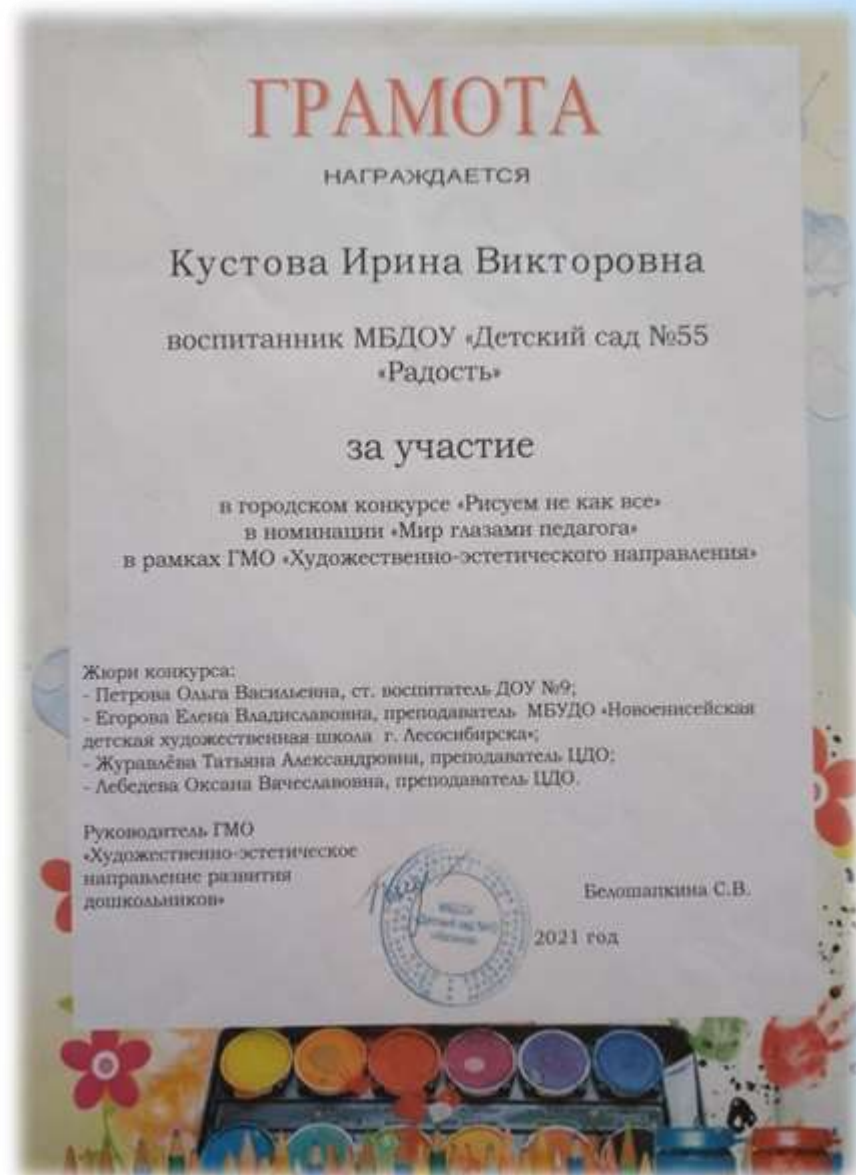 ГРАМОТА
НАГРАЖДАЕТСЯ
Кустова Ирина Викторовна
воспитанник МБДОУ «Детский сад №55
«Радость»
за участие
в городском конкурсе «Рисуем не как все»
в номинации «Мир глазами педагога»
в рамках ГМО «Художественно-эстетического направления»
Жюри конкурса:
- Петрова Ольга Васильевна, ст. воспитатель ДОУ №9;
- Егорова Елена Владиславовна, преподаватель МБУДО «Новоенисейская
детская художественная школа г. Лесосибирска»;
- Журавлёва Татьяна Александровна, преподаватель ЦДО;
- Лебедева Оксана Вячеславовна, преподаватель ЦДО.
Руководитель ГМО
«Художественно-эстетическое
направление развития
дошкольников»
Белошапкина С.В.
2021 год